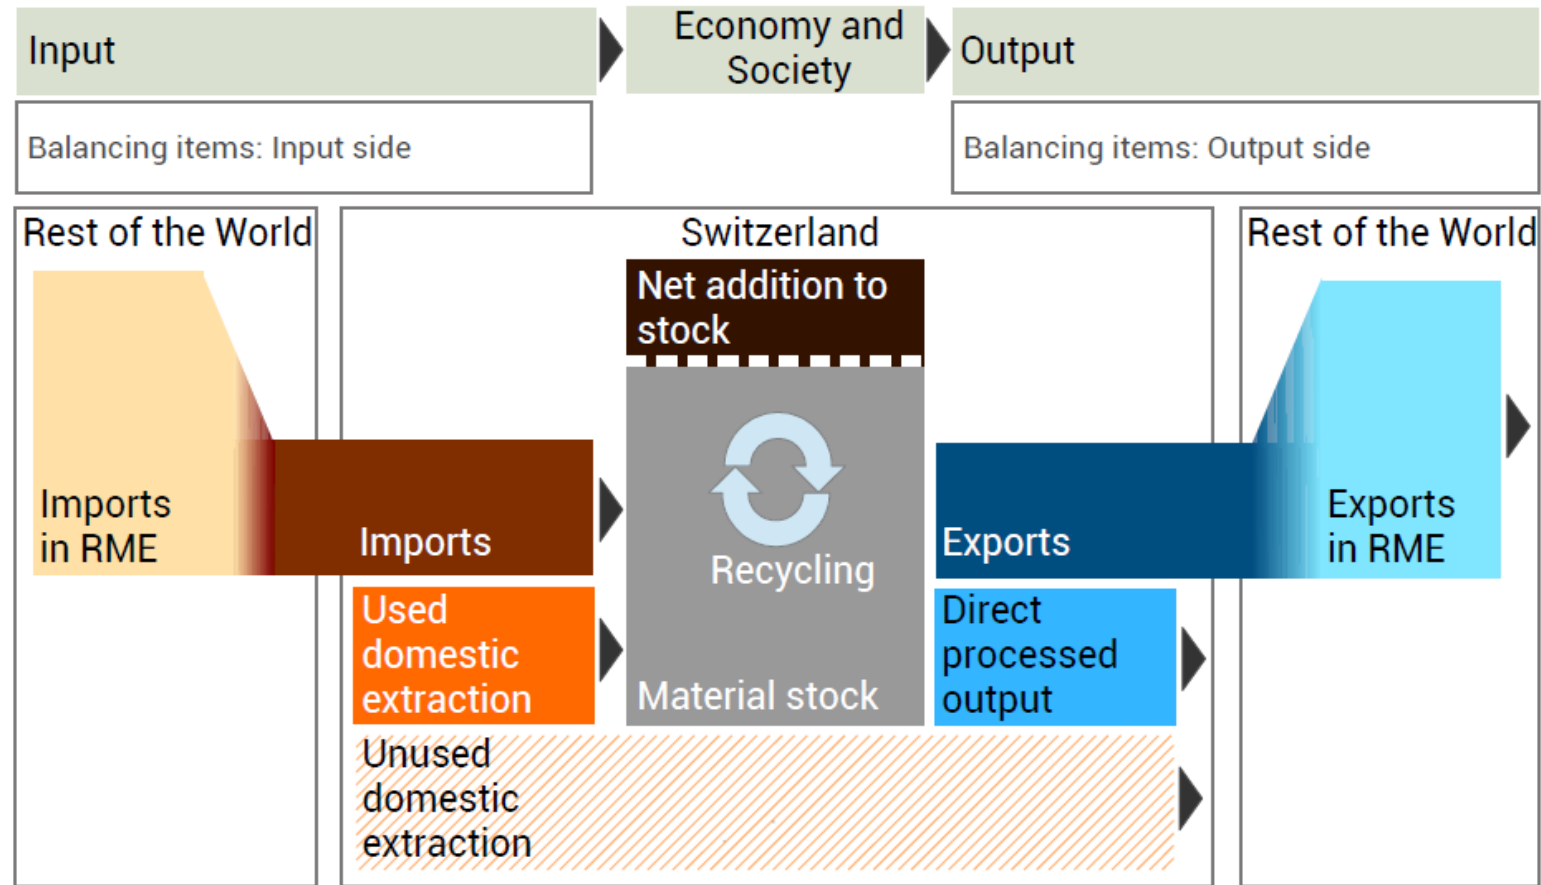 Input
Economy and
Society
Output
Balancing items: Input side
Balancing items: Output side
Rest of the World
Switzerland
Rest of the World
Net addition to
stock
Imports
in RME
Imports
Recycling
Exports
Exports
in RME
Used
domestic
extraction
Material stock
Direct
processed
output
Unused
domestic
extraction